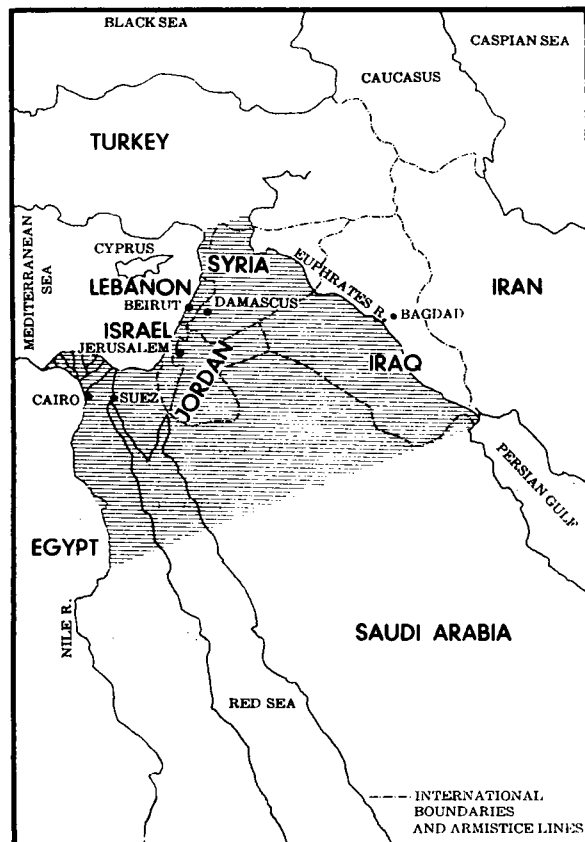 BLACK SEA
CASPIAN SEA
CAUCASUS
TURKEY
MEDITERRANEAN
SEA
CYPRUS
SYRIA
LEBANON
EUPHRATES R.
IRAN
BEIRUT
DAMASCUS
ISRAEL
BAGDAD
JERUSALEM
IRAQ
JORDAN
CAIRO
SUEZ
PERSIAN GULF
EGYPT
NILE R.
SAUDI ARABIA
RED SEA
INTERNATIONAL
BOUNDARIES
AND ARMISTICE LINES